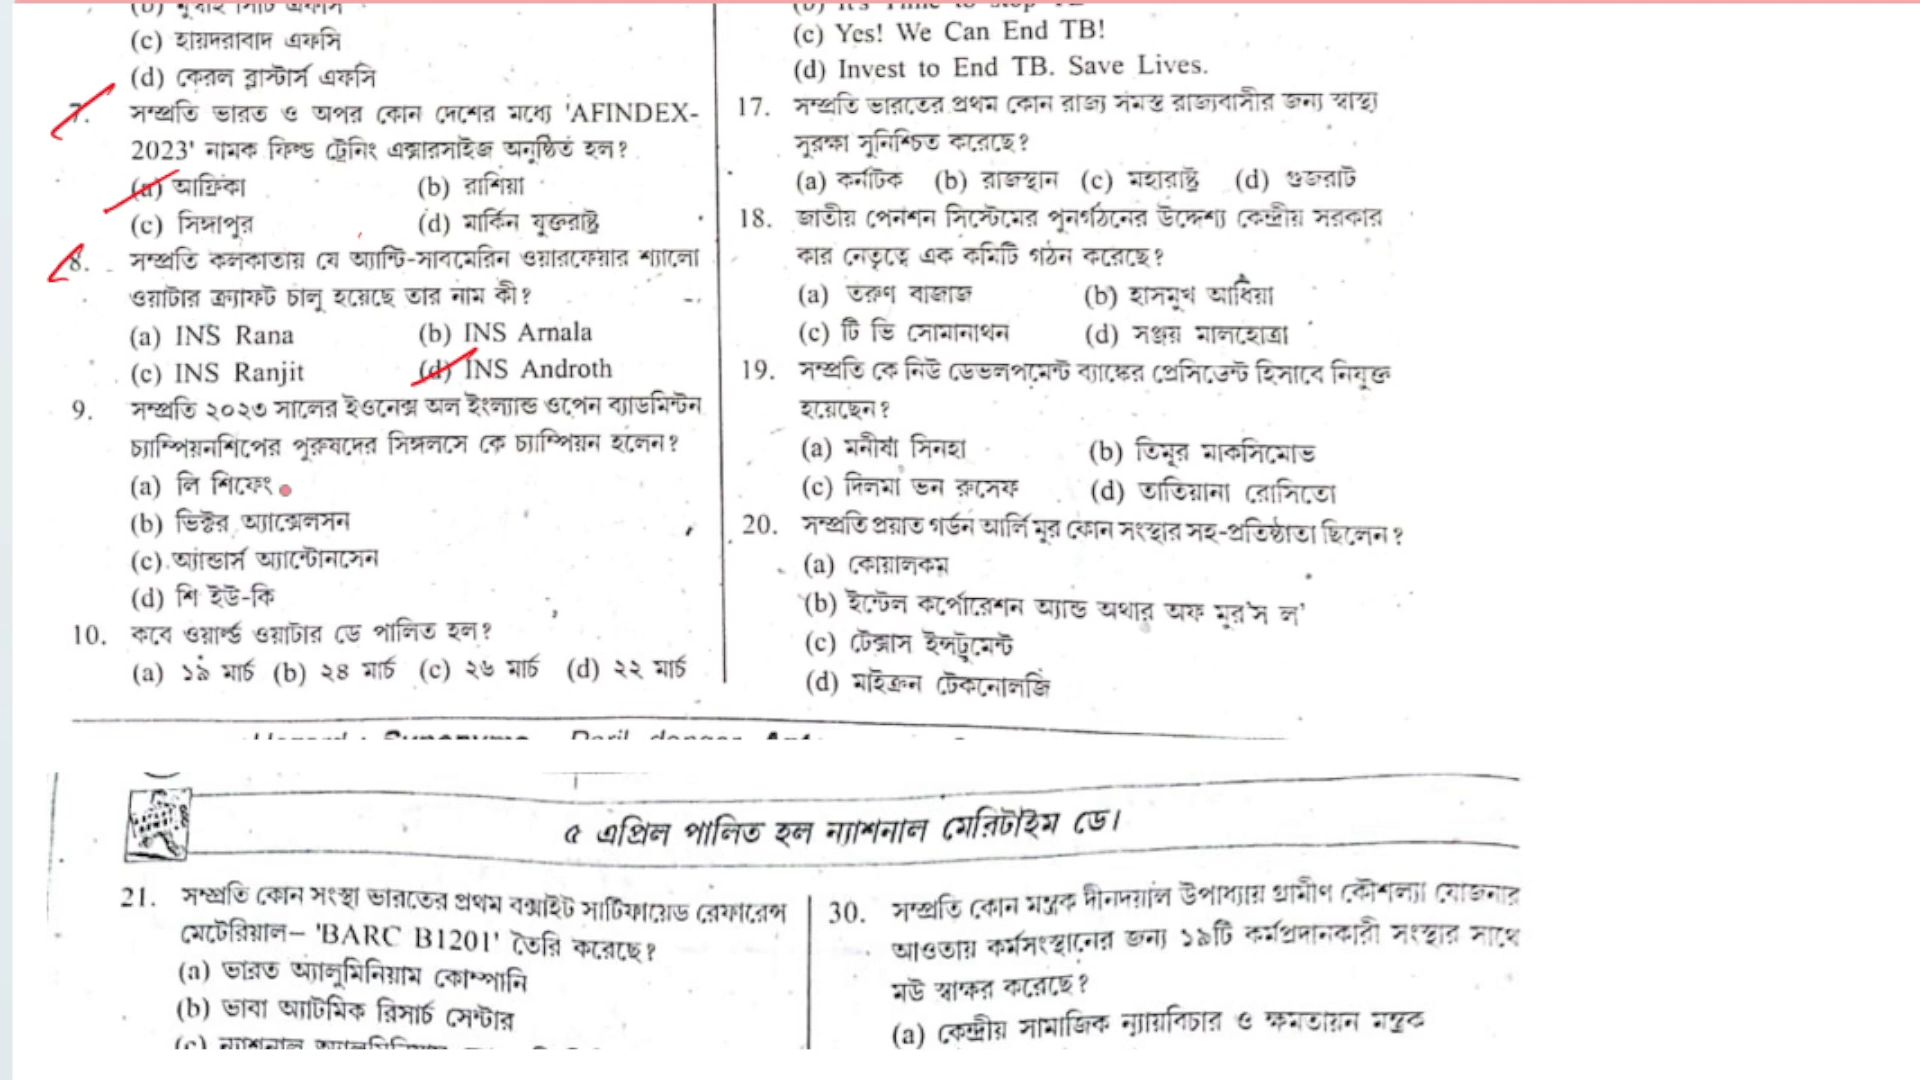 (c) হায়দরাবাদ এফসি
(d) কেরল ব্লাস্টার্স এফসি
7. সম্প্রতি ভারত ও অপর কোন দেশের মধ্যে 'AFINDEX-
2023' নামক ফিল্ড ট্রেনিং এক্সারসাইজ অনুষ্ঠিত হল?
(a) আফ্রিকা (b) রাশিয়া
(c) সিঙ্গাপুর (d) মার্কিন যুক্তরাষ্ট্র
8. সম্প্রতি কলকাতায় যে অ্যান্টি-সাবমেরিন ওয়ারফেয়ার শ্যালো
ওয়াটার ক্র্যাফট চালু হয়েছে তার নাম কী?
(a) INS Rana (b) INS Arnala
(c) INS Ranjit (d) INS Androth
9. সম্প্রতি ২০২৩ সালের ইওনেক্স অল ইংল্যান্ড ওপেন ব্যাডমিন্টন
চ্যাম্পিয়নশিপের পুরুষদের সিঙ্গলসে কে চ্যাম্পিয়ন হলেন?
(a) লি শিফেং
(b) ভিক্টর অ্যাক্সেলসন
(c) অ্যান্ডার্স অ্যান্টোনসেন
(d) শি ইউ-কি
10. কবে ওয়ার্ল্ড ওয়াটার ডে পালিত হল?
(a) ১৯ মার্চ (b) ২৪ মার্চ (c) ২৬ মার্চ (d) ২২ মার্চ
(c) Yes! We Can End TB!
(d) Invest to End TB. Save Lives.
17. সম্প্রতি ভারতের প্রথম কোন রাজ্য সমস্ত রাজ্যবাসীর জন্য স্বাস্থ্য
সুরক্ষা সুনিশ্চিত করেছে?
(a) কর্নাটক (b) রাজস্থান (c) মহারাষ্ট্র (d) গুজরাট
18. জাতীয় পেনশন সিস্টেমের পুনর্গঠনের উদ্দেশ্যে কেন্দ্রীয় সরকার
কার নেতৃত্বে এক কমিটি গঠন করেছে?
(a) তরুণ বাজাজ (b) হাসমুখ আধিয়া
(c) টি ভি সোমানাথন (d) সঞ্জয় মালহোত্রা
19. সম্প্রতি কে নিউ ডেভলপমেন্ট ব্যাঙ্কের প্রেসিডেন্ট হিসাবে নিযুক্ত
হয়েছেন?
(a) মনীষা সিনহা (b) তিমুর মাকসিমোভ
(c) দিলমা ভন রুসেফ (d) তাতিয়ানা রোসিতো
20. সম্প্রতি প্রয়াত গর্ডন আর্লি মুর কোন সংস্থার সহ-প্রতিষ্ঠাতা ছিলেন?
(a) কোয়ালকম
(b) ইন্টেল কর্পোরেশন অ্যান্ড অথার অফ মুর'স ল'
(c) টেক্সাস ইন্সট্রুমেন্ট
(d) মাইক্রন টেকনোলজি
৫ এপ্রিল পালিত হল ন্যাশনাল মেরিটাইম ডে।
21. সম্প্রতি কোন সংস্থা ভারতের প্রথম বক্সাইট সার্টিফায়েড রেফারেন্স
মেটেরিয়াল– 'BARC B1201' তৈরি করেছে?
(a) ভারত অ্যালুমিনিয়াম কোম্পানি
(b) ভাবা অ্যাটমিক রিসার্চ সেন্টার
30. সম্প্রতি কোন মন্ত্রক দীনদয়াল উপাধ্যায় গ্রামীণ কৌশল্যা যোজনার
আওতায় কর্মসংস্থানের জন্য ১৯টি কর্মপ্রদানকারী সংস্থার সাথে
মউ স্বাক্ষর করেছে?
(a) কেন্দ্রীয় সামাজিক ন্যায়বিচার ও ক্ষমতায়ন মন্ত্রক